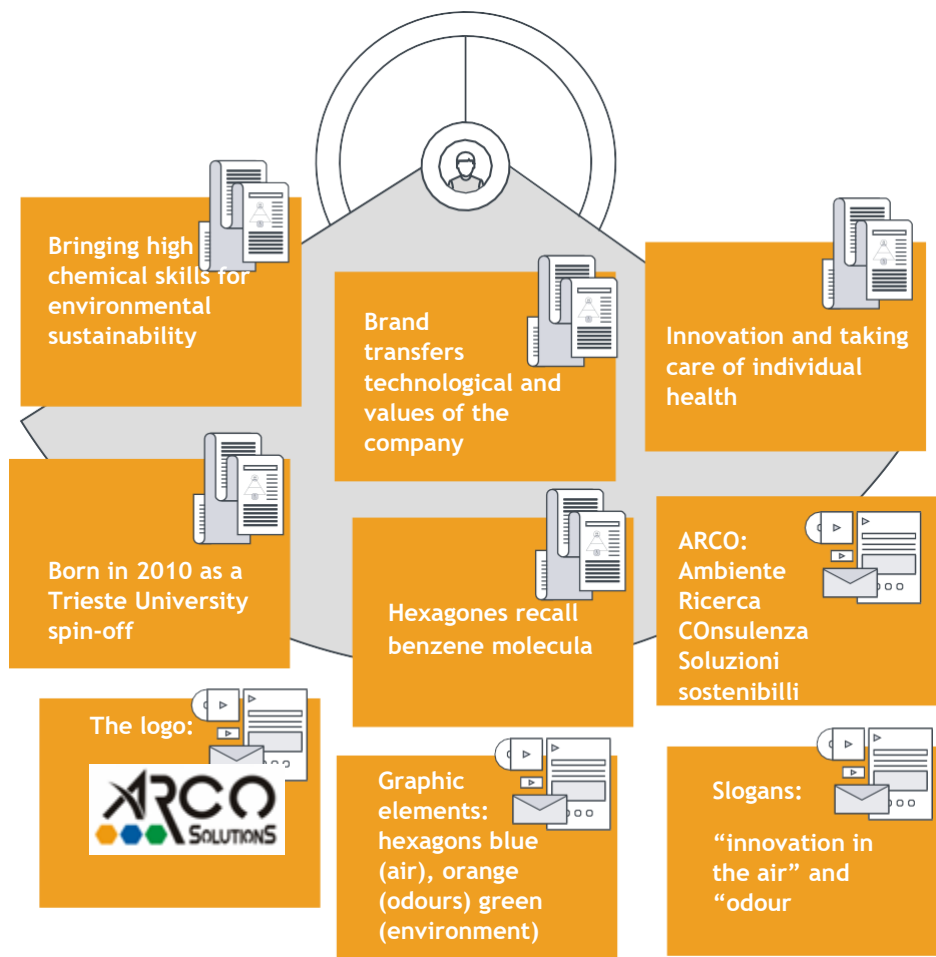 Bringing high
chemical skills for
environmental
sustainability
Brand
transfers
technological and
values of the
company
Innovation and taking
care of individual
health
Born in 2010 as a
Trieste University
spin-off
Hexagones recall
benzene molecula
ARCO:
Ambiente
Ricerca
COnsulenza
Soluzioni
sostenibilli
The logo:
ARCO
SOLUTIONS
Graphic
elements:
hexagons blue
(air), orange
(odours) green
(environment)
Slogans:
“innovation in
the air” and
“odour